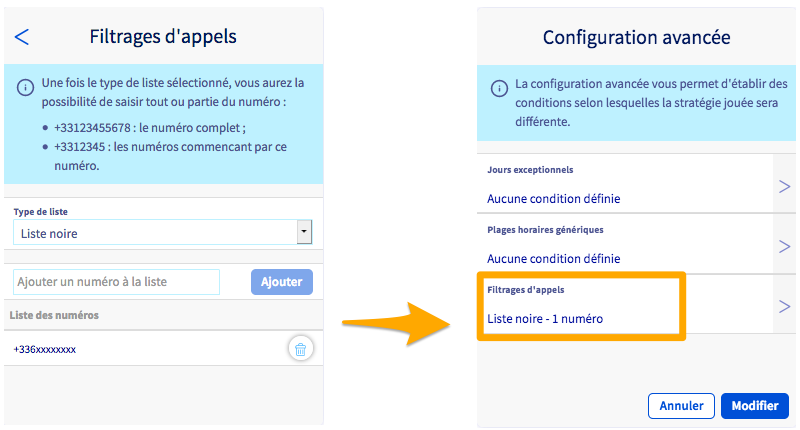 Filtrages d'appels
Une fois le type de liste sélectionné, vous aurez la
possibilité de saisir tout ou partie du numéro :
• +33123455678 : le numéro complet ;
• +3312345 : les numéros commencant par ce
numéro.
Type de liste
Liste noire
Ajouter un numéro à la liste
Ajouter
Liste des numéros
+336xxxxxxxx
Configuration avancée
La configuration avancée vous permet d'établir des
conditions selon lesquelles la stratégie jouée sera
différente.
Jours exceptionnels
Aucune condition définie
Plages horaires génériques
Aucune condition définie
Filtrages d'appels
Liste noire - 1 numéro
Annuler
Modifier